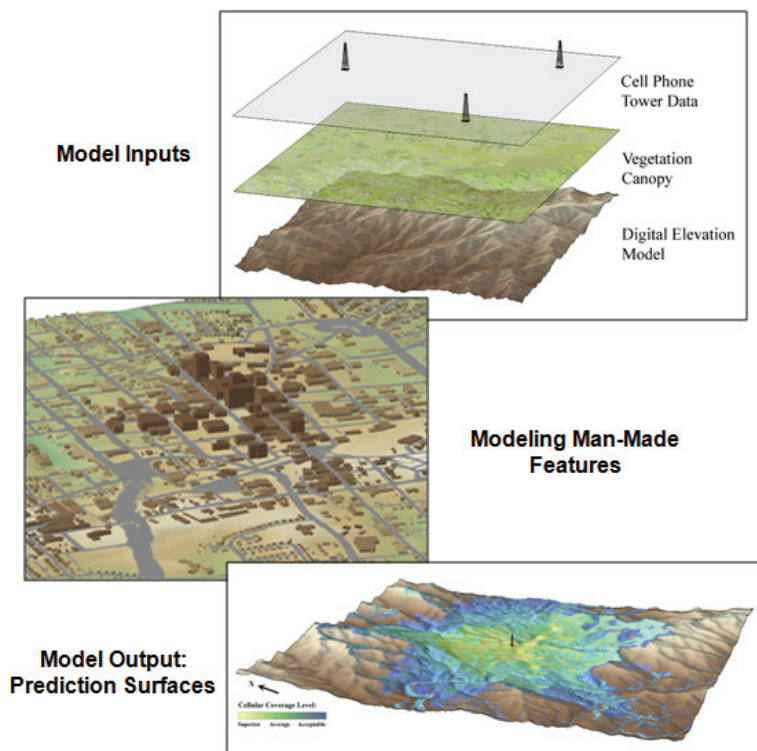 Cell Phone
Tower Data
Model Inputs
Vegetation
Canopy
Digital Elevation
Model
Modeling Man-Made
Features
Model Output:
Prediction Surfaces
N
Cellular Coverage Level:
Superior Average Acceptable